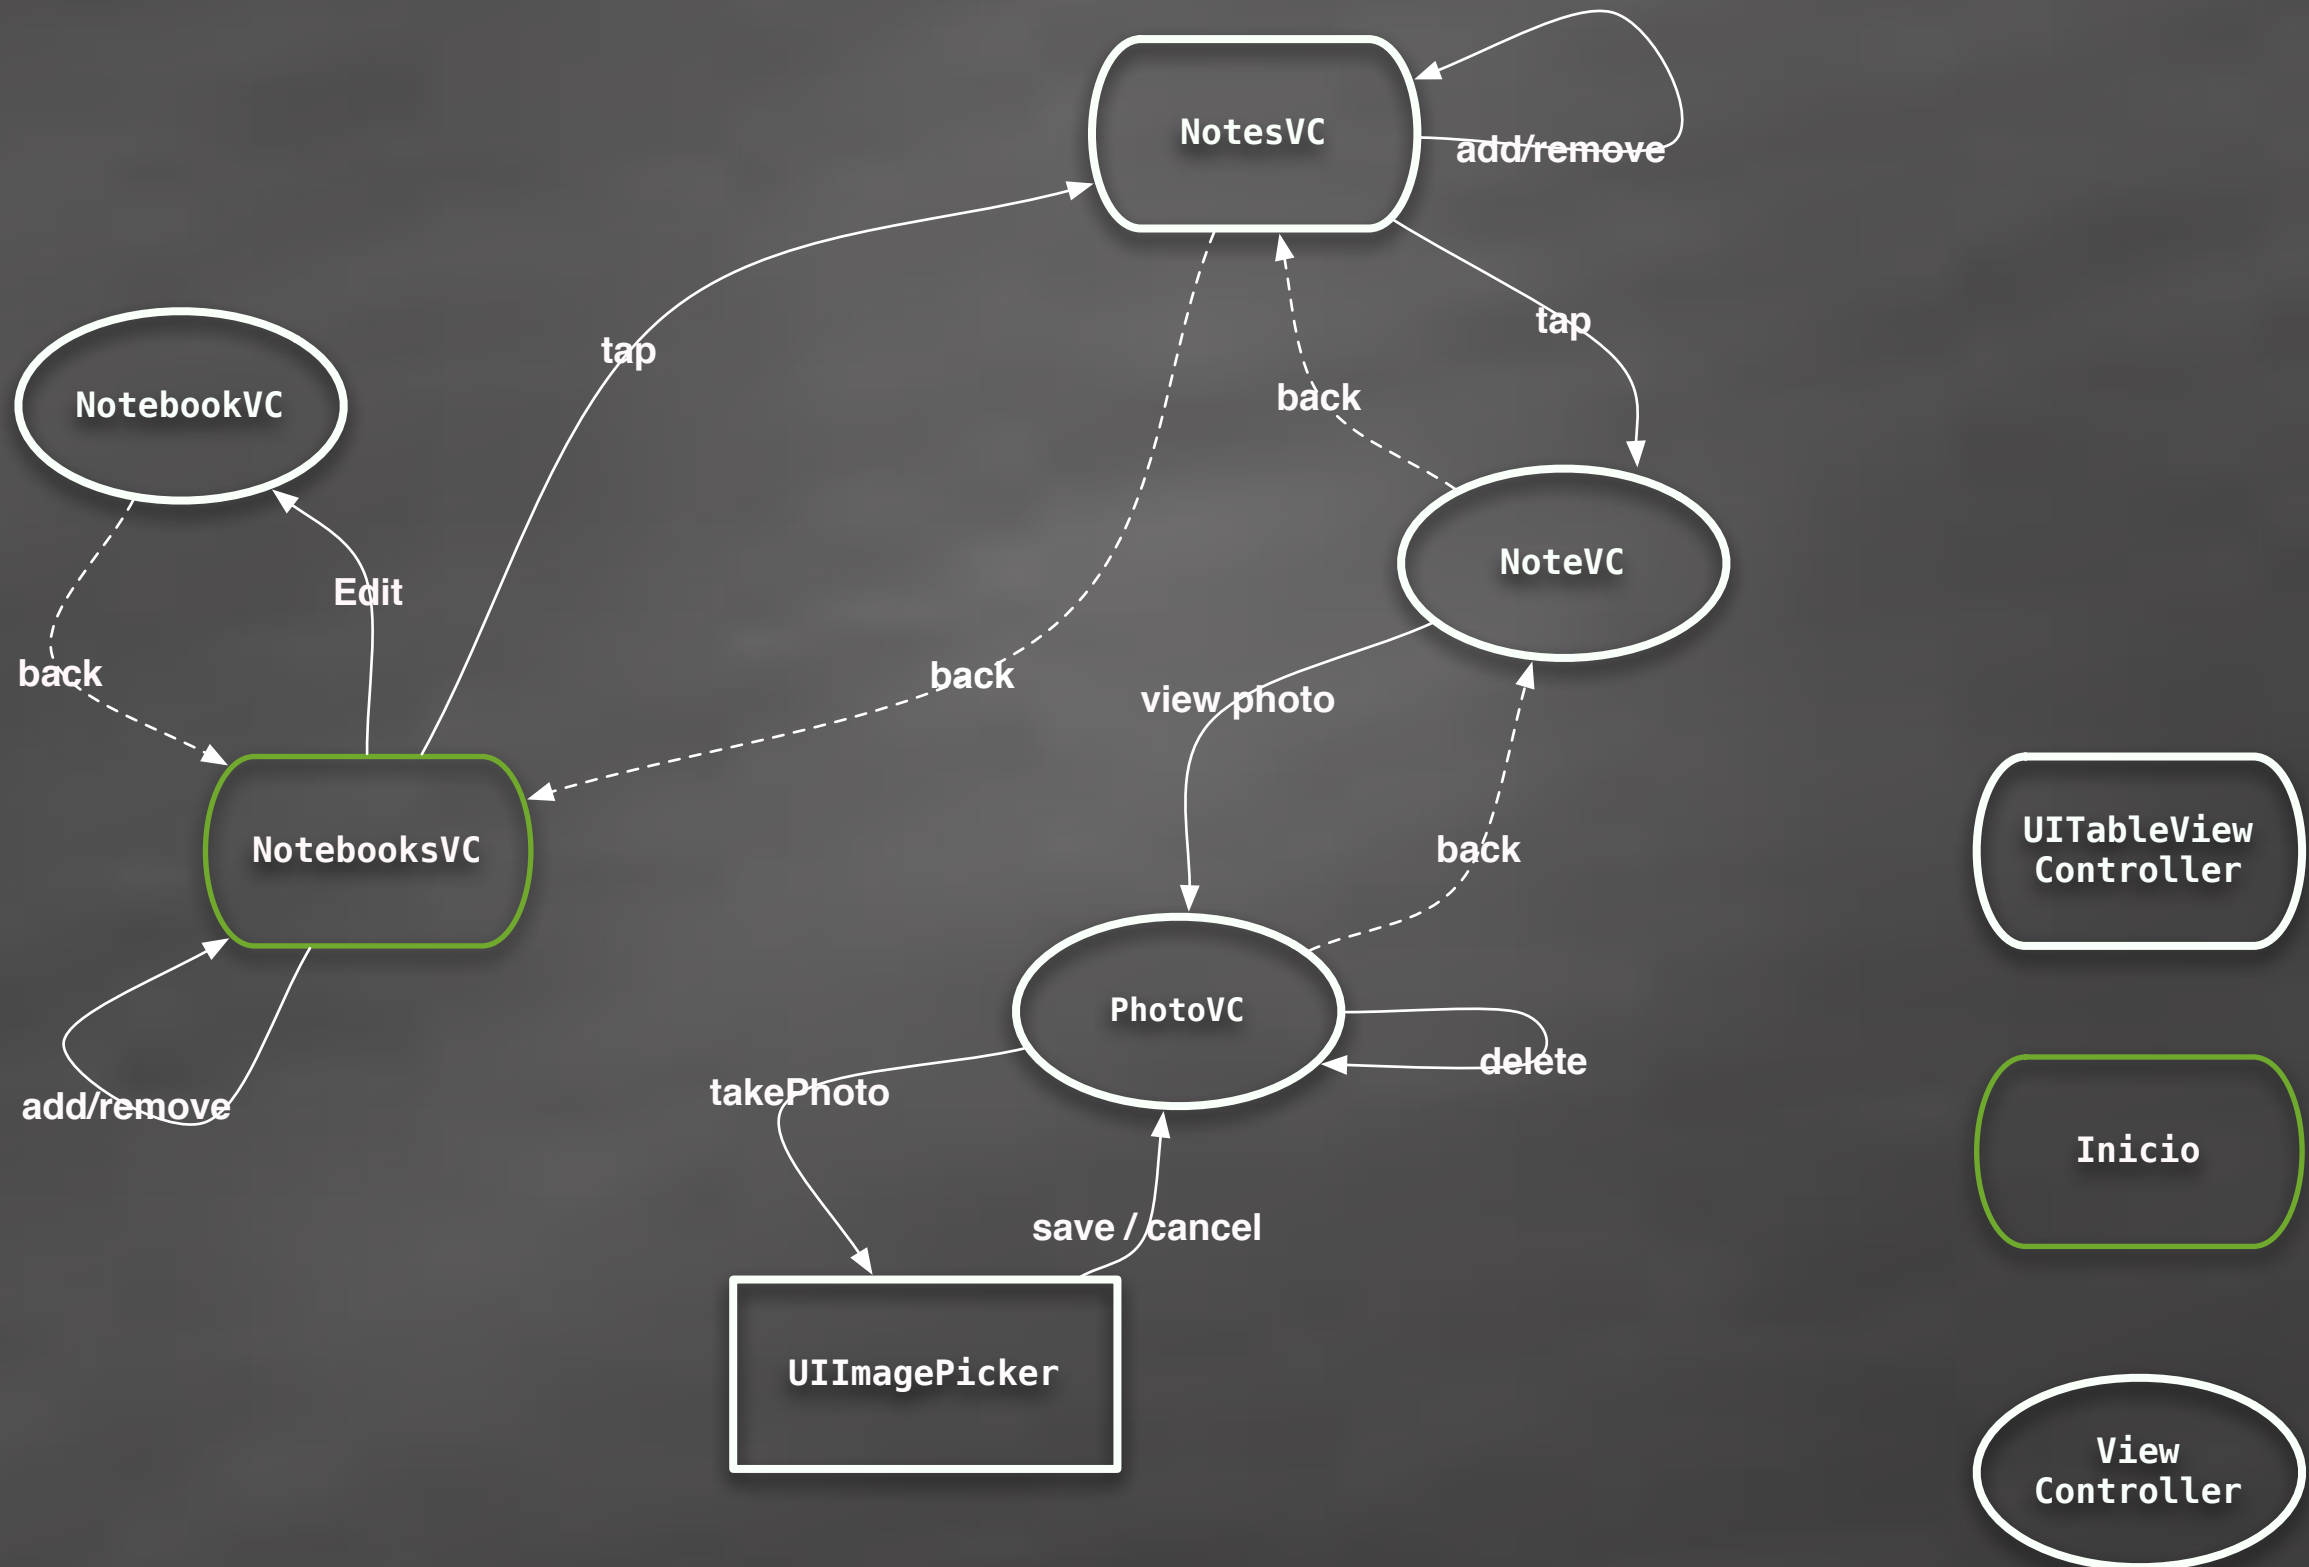 NotesVC
add/remove
tap
tap
NotebookVC
back
NoteVC
Edit
back
back
view photo
UITableView
Controller
NotebooksVC
back
PhotoVC
delete
takePhoto
add/remove
Inicio
save / cancel
UIImagePicker
View
Controller